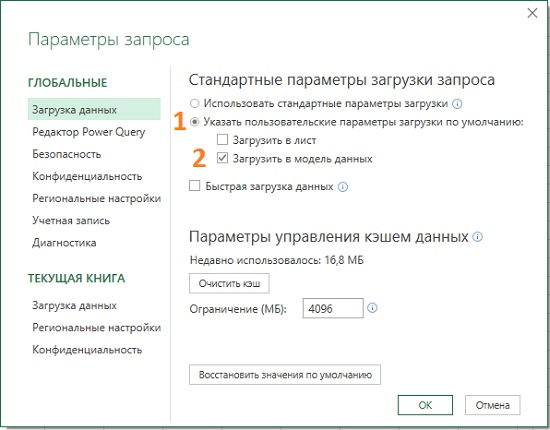 Параметры запроса
ГЛОБАЛЬНЫЕ
Загрузка данных
Редактор Power Query
Безопасность
Конфиденциальность
Региональные настройки
Учетная запись
Диагностика
ТЕКУЩАЯ КНИГА
Загрузка данных
Региональные настройки
Конфиденциальность
Стандартные параметры загрузки запроса
Использовать стандартные параметры загрузки
1 Указать пользовательские параметры загрузки по умолчанию:
Загрузить в лист
2 Загрузить в модель данных
Быстрая загрузка данных
Параметры управления кэшем данных
Недавно использовалось: 16,8 МБ
Очистить кэш
Ограничение (МБ): 4096
Восстановить значения по умолчанию
ОК Отмена